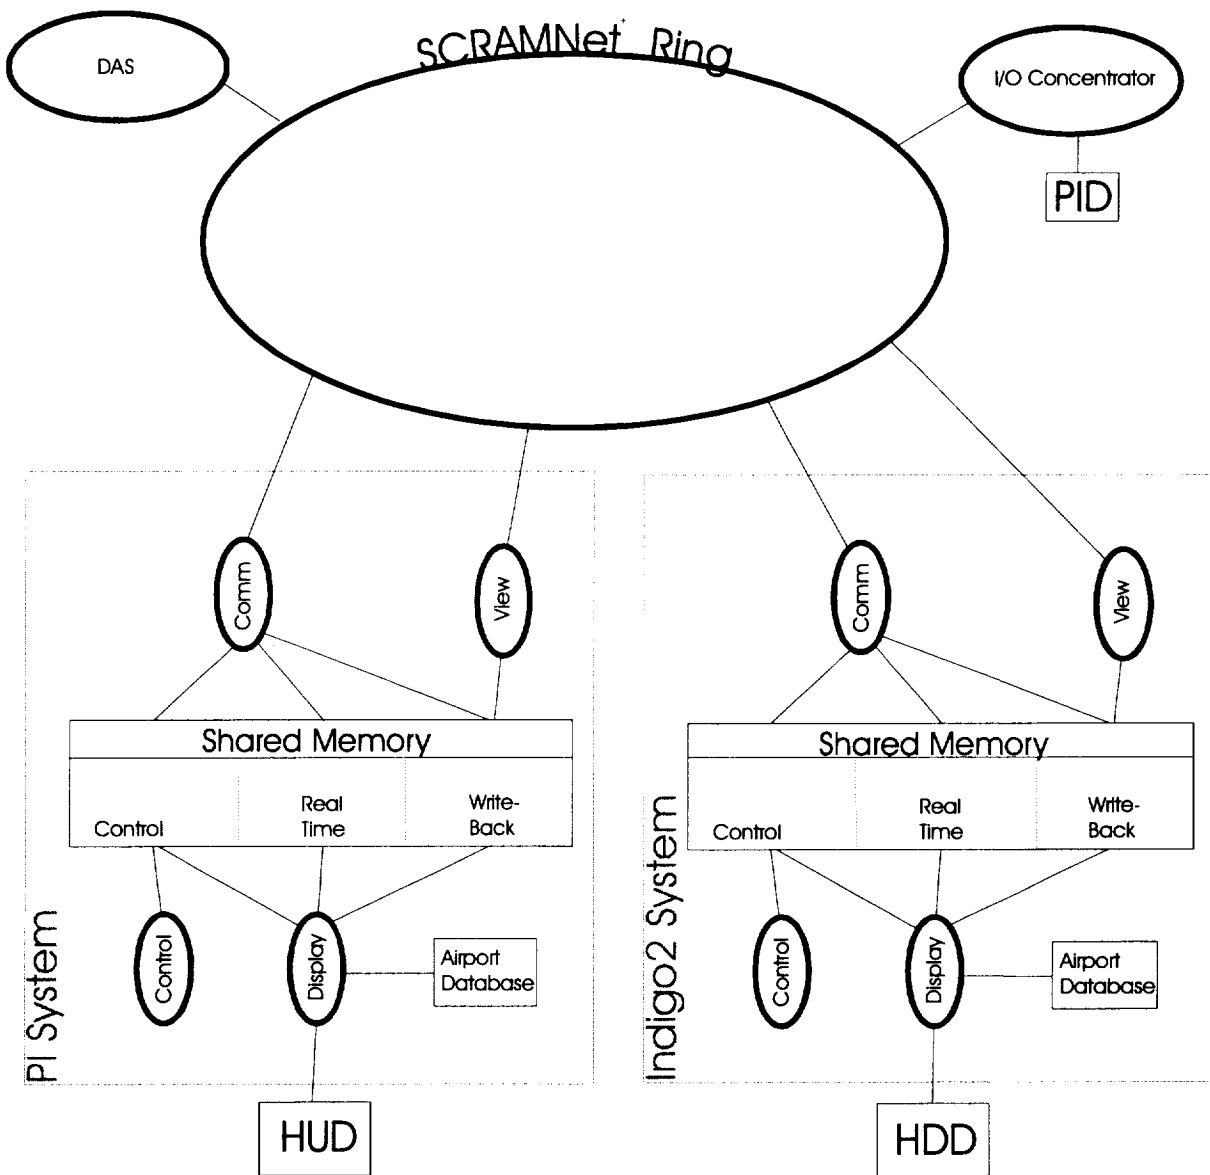 SCRAMNet+ Ring
DAS
I/O Concentrator
PID
Comm
View
Comm
View
Shared Memory
Control
Real
Time
Write-
Back
Shared Memory
Control
Real
Time
Write-
Back
PI System
Control
Display
Airport
Database
Indigo2 System
Control
Display
Airport
Database
HUD
HDD